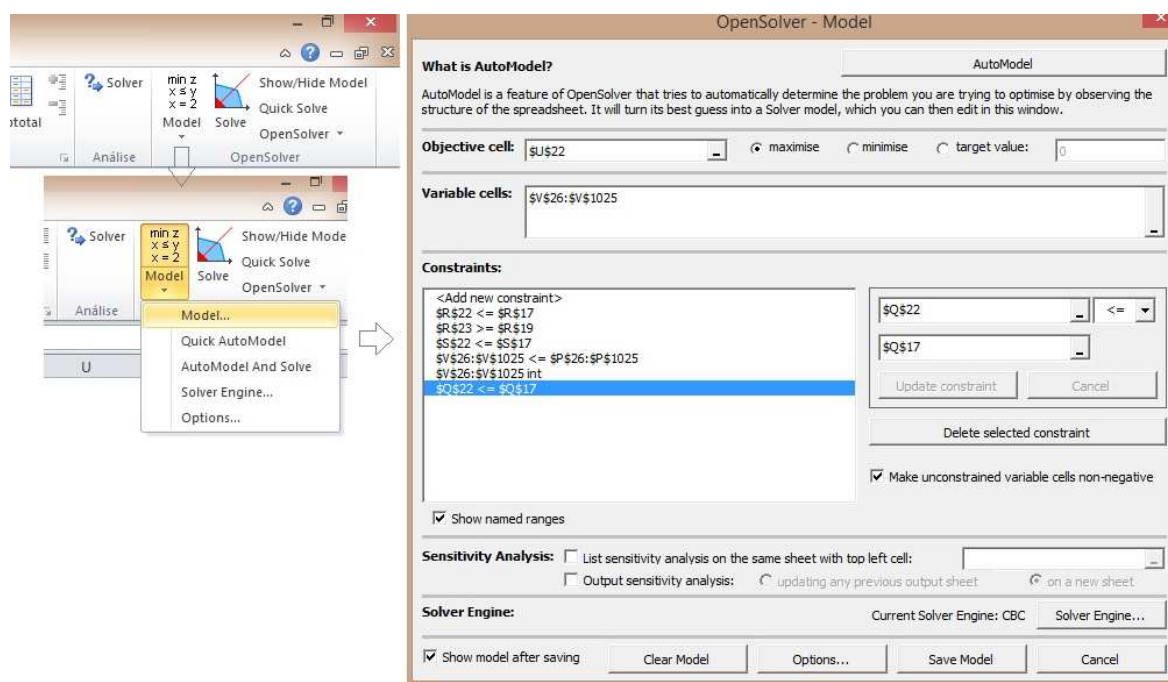 Solver
min z
x ≤ y
x = 2
Model
Solve
Show/Hide Model
Quick Solve
OpenSolver
Análise
OpenSolver
Solver
min z
x ≤ y
x = 2
Model
Solve
Show/Hide Mode
Quick Solve
OpenSolver
Análise
Model...
Quick AutoModel
AutoModel And Solve
Solver Engine...
Options...
U
OpenSolver - Model
What is AutoModel?
AutoModel
AutoModel is a feature of OpenSolver that tries to automatically determine the problem you are trying to optimise by observing the
structure of the spreadsheet. It will turn its best guess into a Solver model, which you can then edit in this window.
Objective cell: $U$22 _ maximise minimise target value: 0
Variable cells: $V$26:$V$1025 _
Constraints:
<Add new constraint>
$R$22 <= $R$17
$R$23 >= $R$19
$S$22 <= $S$17
$V$26:$V$1025 <= $P$26:$P$1025
$V$26:$V$1025 int
$Q$22 <= $Q$17
$Q$22 _ <=
$Q$17 _
Update constraint Cancel
Delete selected constraint
Make unconstrained variable cells non-negative
Show named ranges
Sensitivity Analysis: List sensitivity analysis on the same sheet with top left cell: _
Output sensitivity analysis: updating any previous output sheet on a new sheet
Solver Engine: Current Solver Engine: CBC Solver Engine...
Show model after saving Clear Model Options... Save Model Cancel